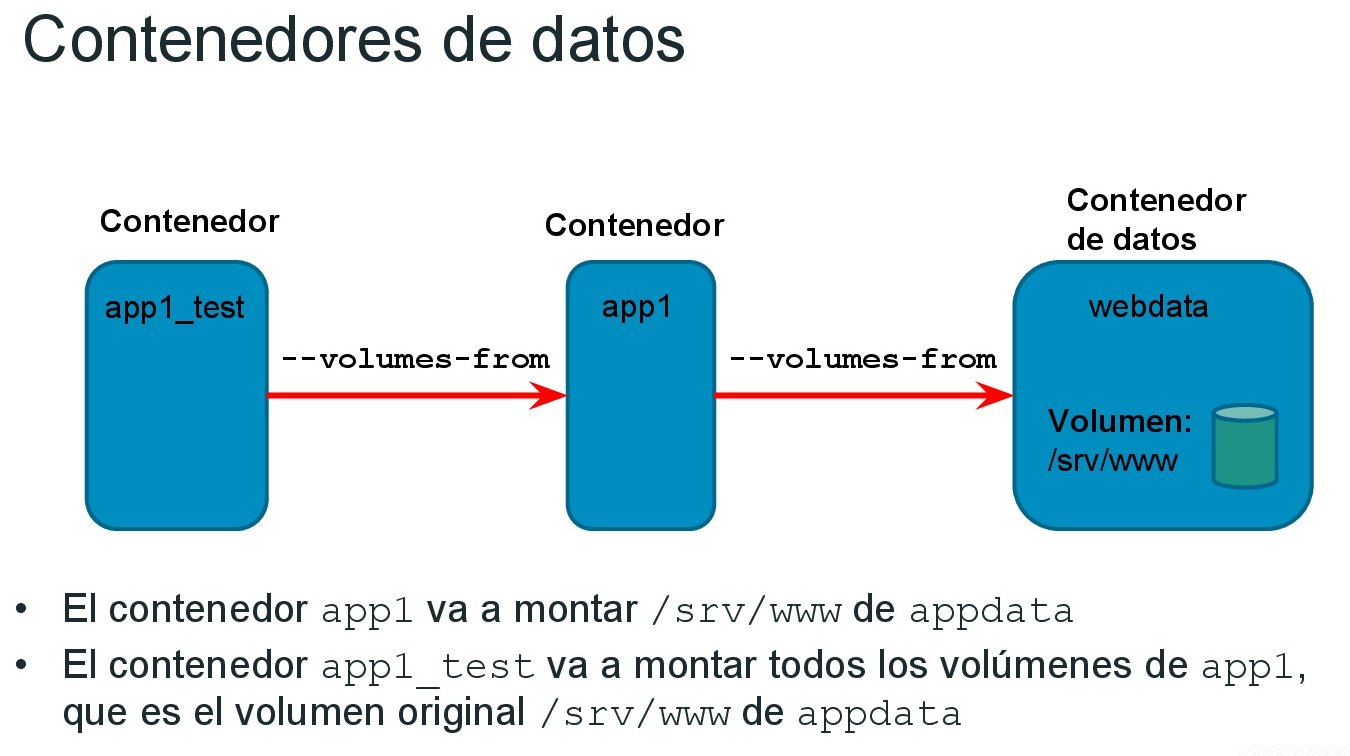 Contenedores de datos
Contenedor
Contenedor
Contenedor
de datos
app1_test
app1
webdata
--volumes-from
--volumes-from
Volumen:
/srv/www
• El contenedor app1 va a montar /srv/www de appdata
• El contenedor app1_test va a montar todos los volúmenes de app1,
que es el volumen original /srv/www de appdata